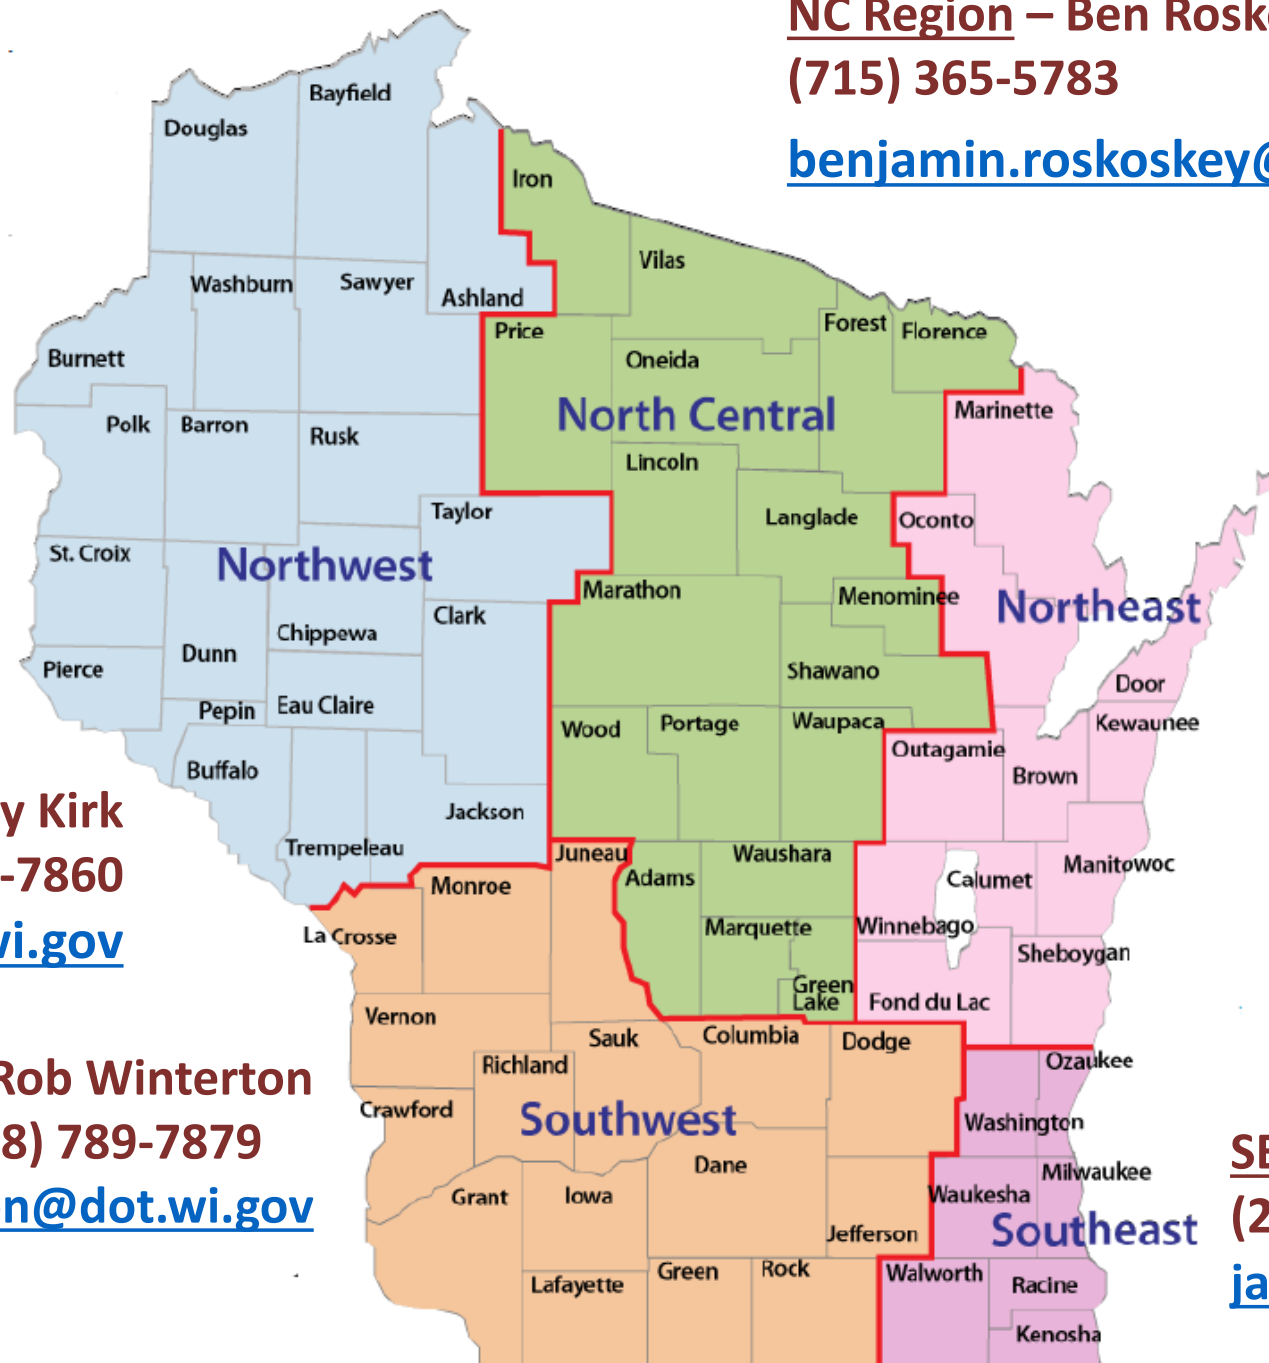 NC Region – Ben
(715) 365-5783
benjamin.roskoskey@
Bayfield
Douglas
Iron
Vilas
Washburn
Sawyer
Ashland
Price
Forest
Florence
Burnett
Oneida
North Central
Marinette
Polk
Barron
Rusk
Lincoln
Taylor
Langlade
Oconto
St. Croix
Northwest
Marathon
Menominee
Northeast
Clark
Chippewa
Dunn
Pierce
Shawano
Door
Pepin
Eau Claire
Wood
Portage
Waupaca
Kewaunee
Outagamie
Buffalo
Brown
y Kirk
Jackson
Trempeleau
Juneau
Waushara
Manitowoc
-7860
Monroe
Adams
Calumet
wi.gov
La Crosse
Marquette
Winnebago
Sheboygan
Green
Lake
Fond du Lac
Vernon
Sauk
Columbia
Dodge
Richland
Ozaukee
Rob Winterton
Crawford
Southwest
Washington
8) 789-7879
Dane
Milwaukee
SE
Grant
Iowa
Waukesha
n@dot.wi.gov
Jefferson
Southeast
(2
Lafayette
Green
Rock
Walworth
Racine
ja
Kenosha